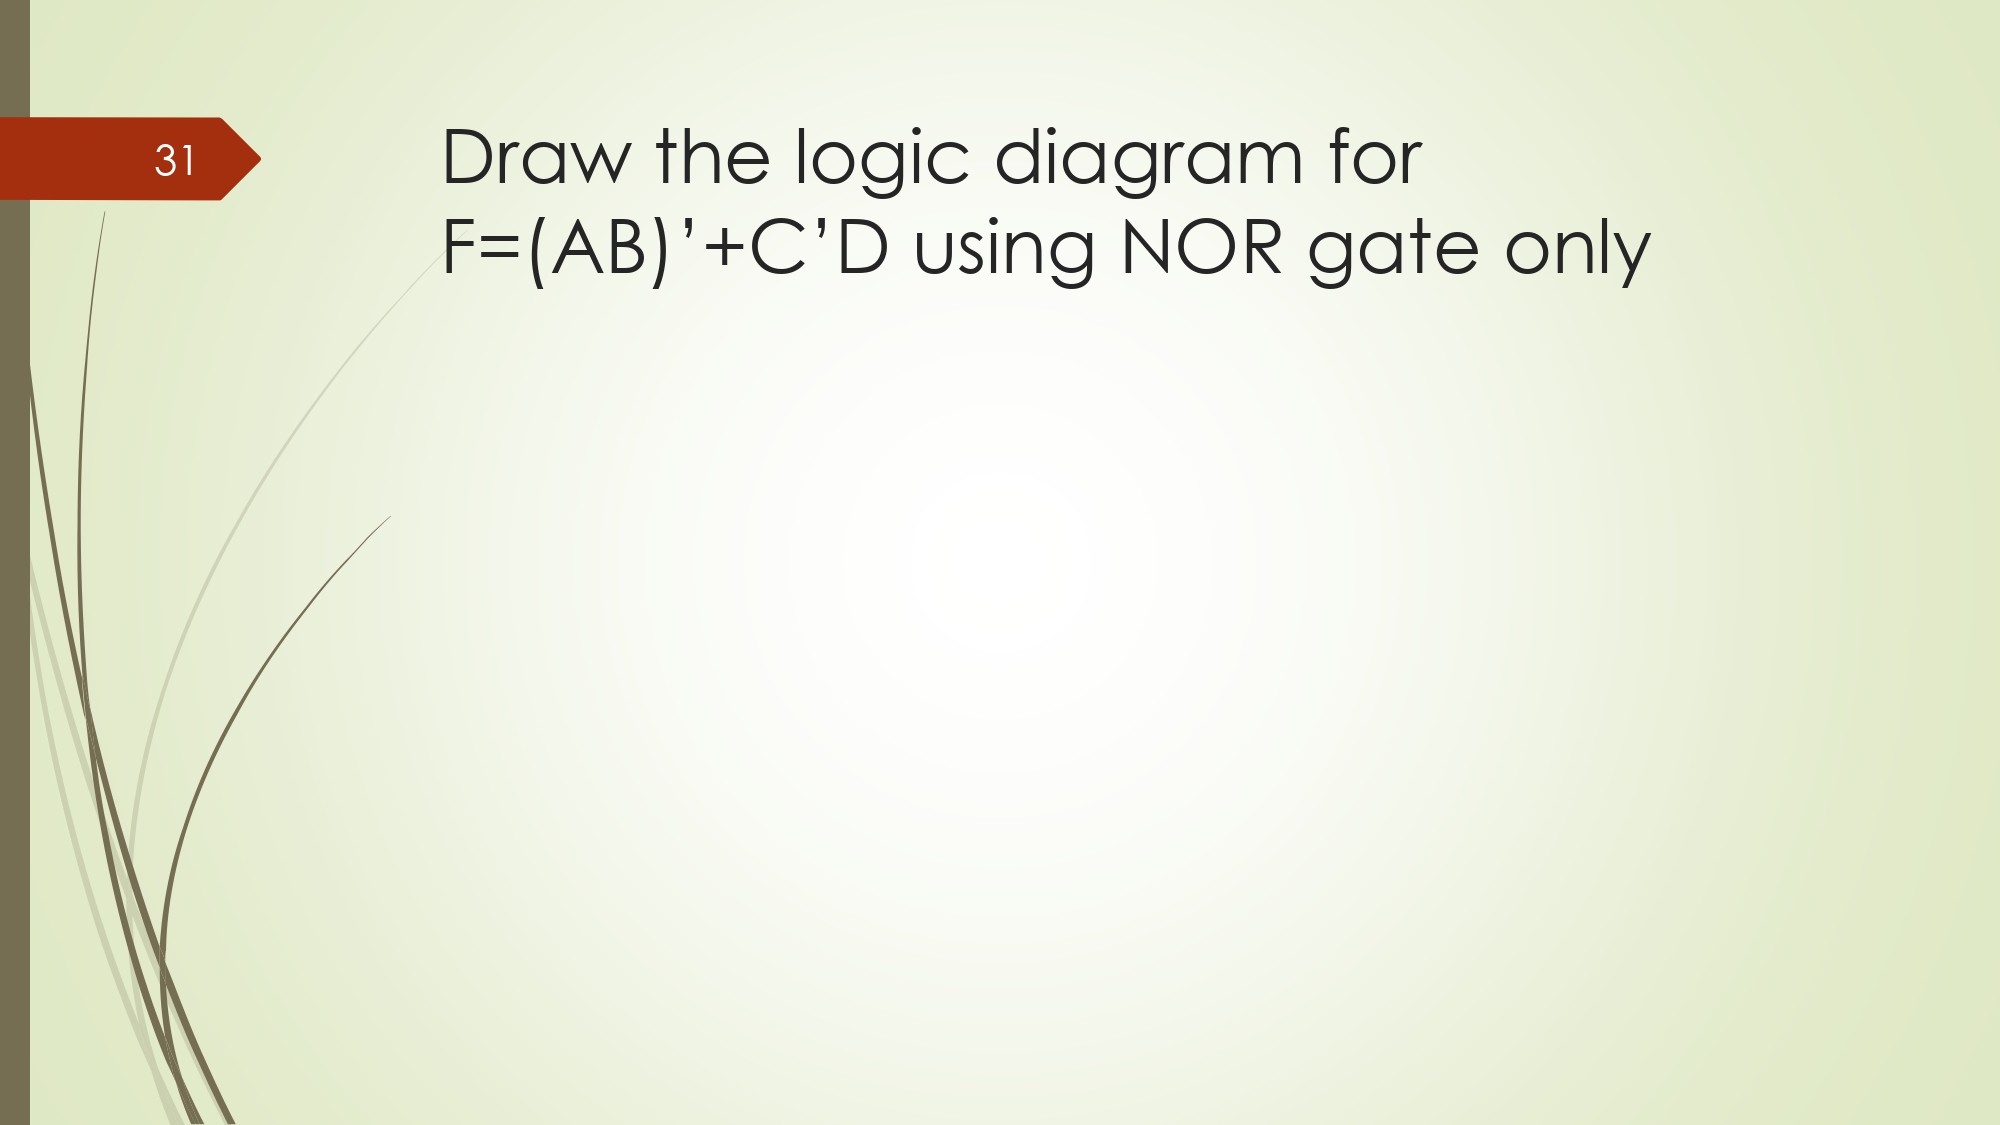 31
Draw the logic diagram for
F=(AB)’+C’D using NOR gate only